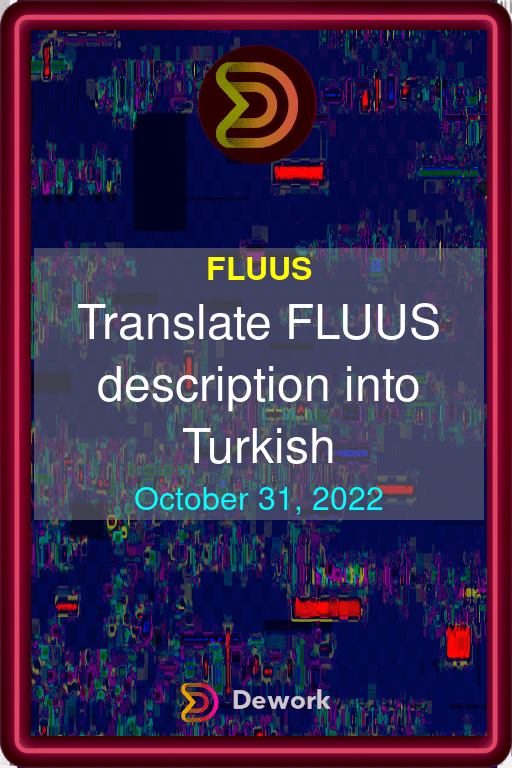 FLUUS
Translate FLUUS
description into
Turkish
October 31, 2022
Dework